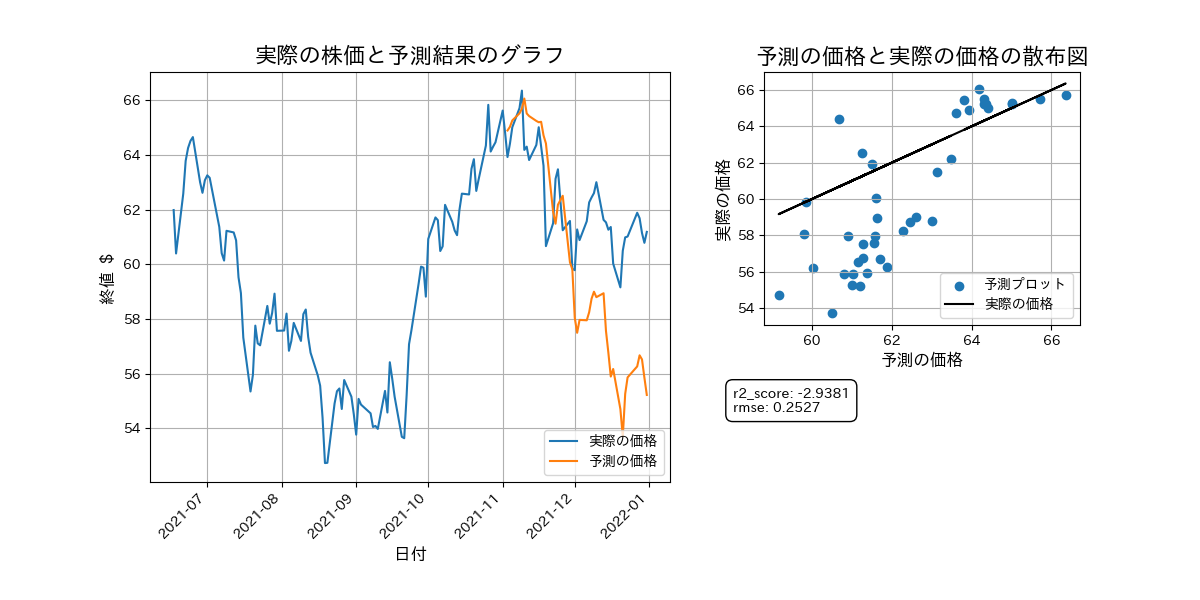 実際の株価と予測結果のグラフ
終値 $
66
64
62
60
58
56
54
2021-07
2021-08
2021-09
2021-10
2021-11
2021-12
2022-01
日付
実際の価格
予測の価格
予測の価格と実際の価格の散布図
実際の価格
66
64
62
60
58
56
54
60
62
64
66
予測の価格
予測プロット
実際の価格
r2_score: -2.9381
rmse: 0.2527